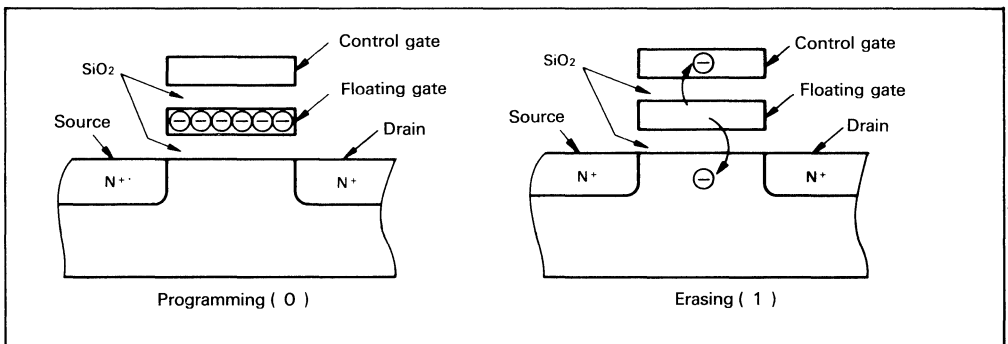 Control gate
SiO₂
Floating gate
⊖⊖⊖⊖⊖⊖
Source
Drain
N⁺
N⁺
Programming ( 0 )
Control gate
⊖
SiO₂
Floating gate
Source
Drain
N⁺
⊖
N⁺
Erasing ( 1 )